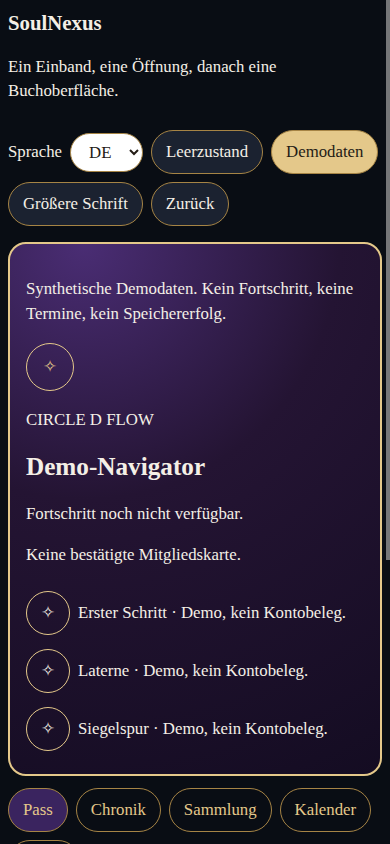 SoulNexus
Ein Einband, eine Öffnung, danach eine
Buchoberfläche.
Sprache DE Leerzustand Demodaten
Größere Schrift Zurück
Synthetische Demodaten. Kein Fortschritt, keine
Termine, kein Speichererfolg.
CIRCLE D FLOW
Demo-Navigator
Fortschritt noch nicht verfügbar.
Keine bestätigte Mitgliedskarte.
Erster Schritt · Demo, kein Kontobeleg.
Laterne · Demo, kein Kontobeleg.
Siegelspur · Demo, kein Kontobeleg.
Pass Chronik Sammlung Kalender